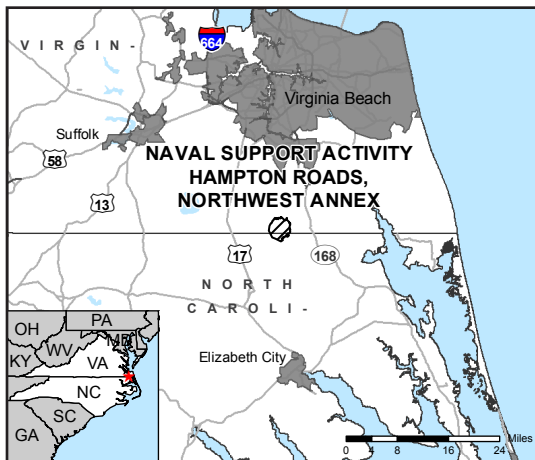 V I R G I N -
664
Virginia Beach
Suffolk
58
NAVAL SUPPORT ACTIVITY
HAMPTON ROADS,
NORTHWEST ANNEX
13
17
168
N O R T H
C A R O L I -
Elizabeth City
OH
PA
WV
MD
KY
VA
NC
SC
GA
Miles
0 4 8 16 24